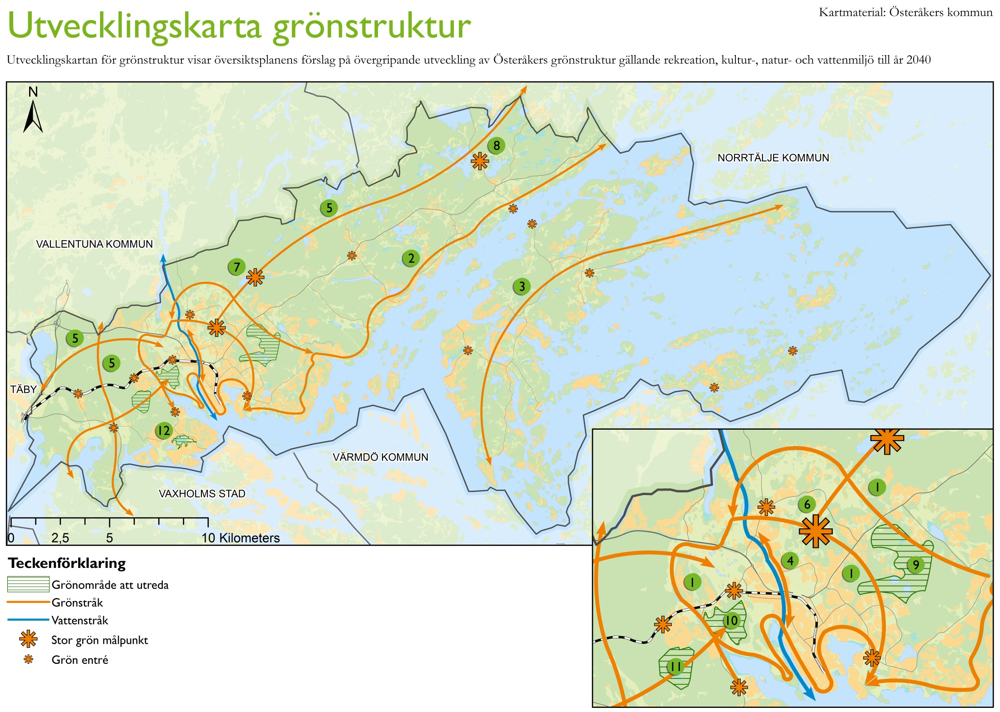 Utvecklingskarta grönstruktur
Kartmaterial: Österåkers kommun
Utvecklingskartan för grönstruktur visar översiktsplanens förslag på övergripande utveckling av Österåkers grönstruktur gällande rekreation, kultur-, natur- och vattenmiljö till år 2040
N
8
NORRTÄLJE KOMMUN
5
VALLENTUNA KOMMUN
7
2
3
5
5
TÄBY
12
VÄRMDÖ KOMMUN
VAXHOLMS STAD
0 2,5 5 10 Kilometers
1
6
4
9
1
1
10
11
Teckenförklaring
Grönområde att utreda
Grönstråk
Vattenstråk
Stor grön målpunkt
Grön entré